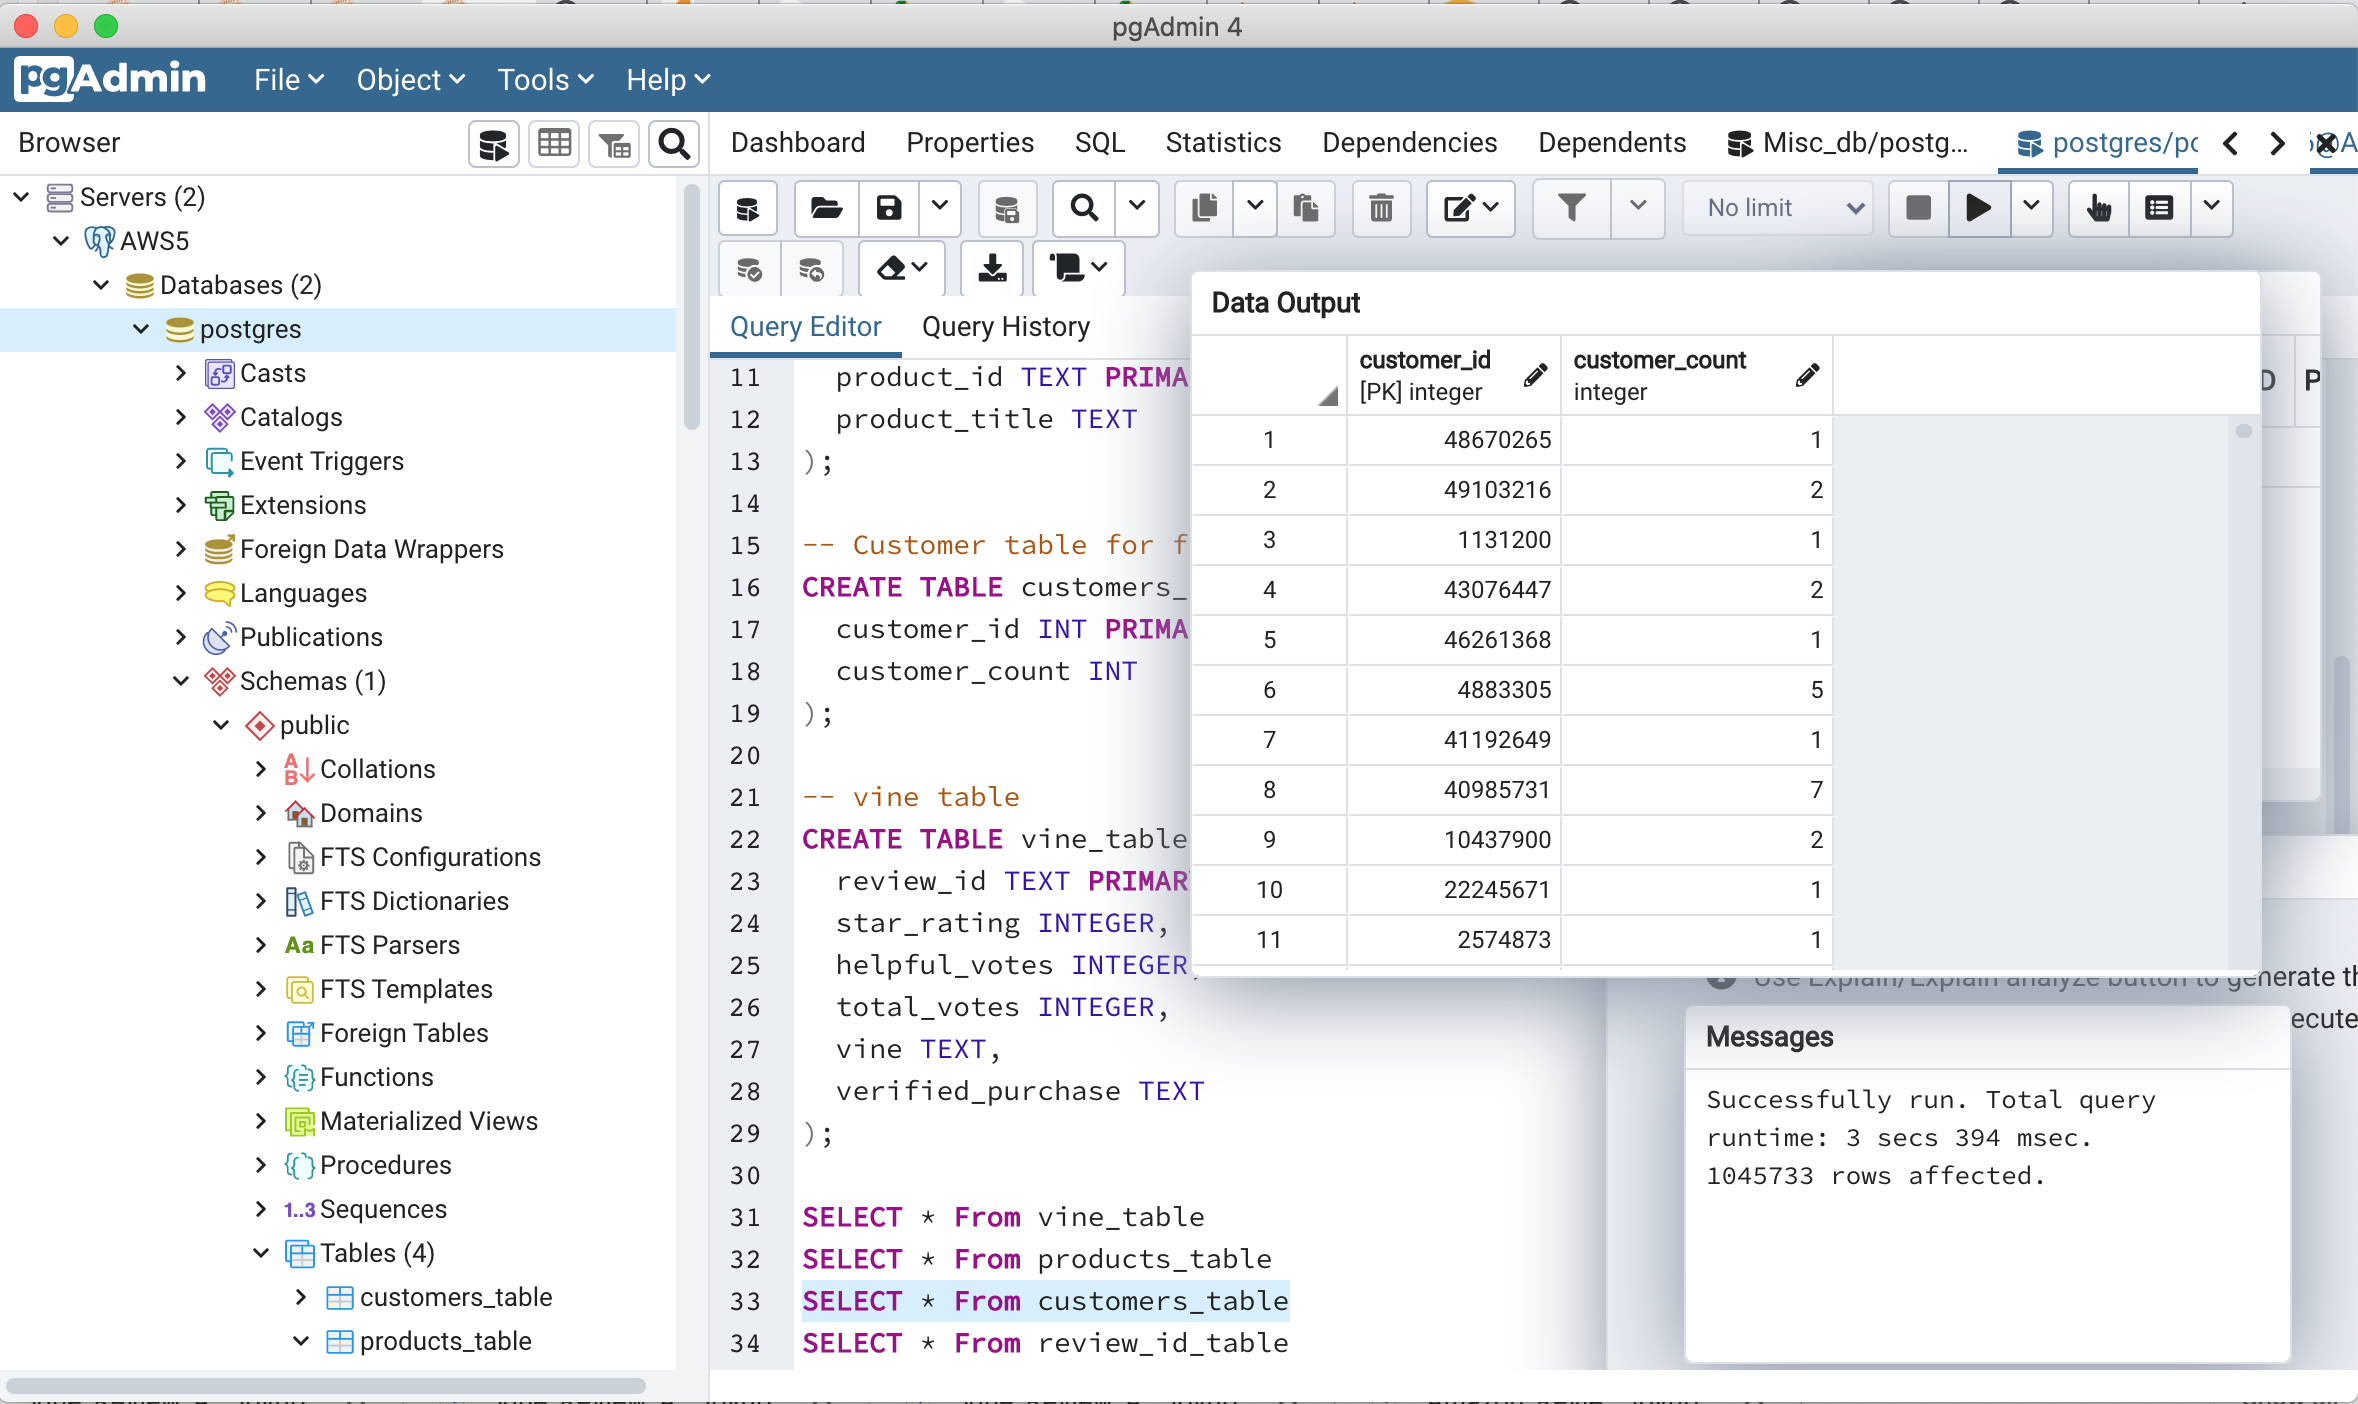 pgAdmin 4
pgAdmin File Object Tools Help
Browser
Servers (2)
AWS5
Databases (2)
postgres
Casts
Catalogs
Event Triggers
Extensions
Foreign Data Wrappers
Languages
Publications
Schemas (1)
public
Collations
Domains
FTS Configurations
FTS Dictionaries
Aa FTS Parsers
FTS Templates
Foreign Tables
Functions
Materialized Views
Procedures
1..3 Sequences
Tables (4)
customers_table
products_table
Dashboard Properties SQL Statistics Dependencies Dependents Misc_db/postg... postgres/po
No limit
Query Editor Query History
11 product_id TEXT PRIMA
12 product_title TEXT
13 );
14
15 -- Customer table for f
16 CREATE TABLE customers_
17 customer_id INT PRIMA
18 customer_count INT
19 );
20
21 -- vine table
22 CREATE TABLE vine_table
23 review_id TEXT PRIMAR
24 star_rating INTEGER,
25 helpful_votes INTEGER,
26 total_votes INTEGER,
27 vine TEXT,
28 verified_purchase TEXT
29 );
30
31 SELECT * From vine_table
32 SELECT * From products_table
33 SELECT * From customers_table
34 SELECT * From review_id_table
Data Output
customer_id customer_count
[PK] integer integer
1 48670265 1
2 49103216 2
3 1131200 1
4 43076447 2
5 46261368 1
6 4883305 5
7 41192649 1
8 40985731 7
9 10437900 2
10 22245671 1
11 2574873 1
Use Explain/Explain analyze button to generate th
ecute
Messages
Successfully run. Total query
runtime: 3 secs 394 msec.
1045733 rows affected.